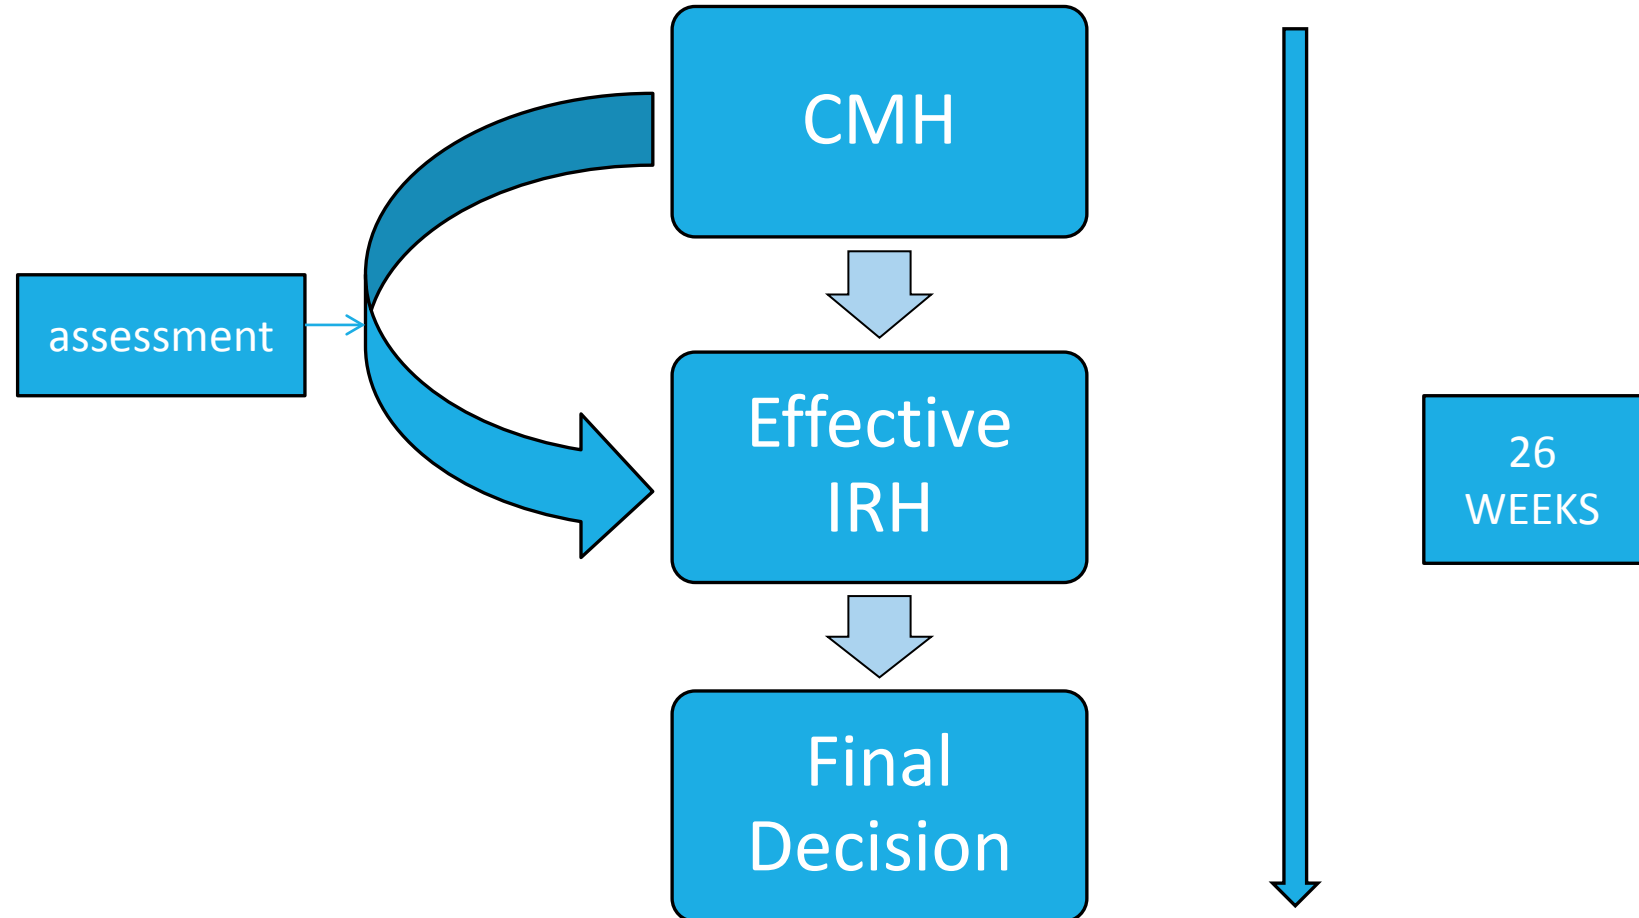 CMH
assessment
Effective
IRH
26
WEEKS
Final
Decision